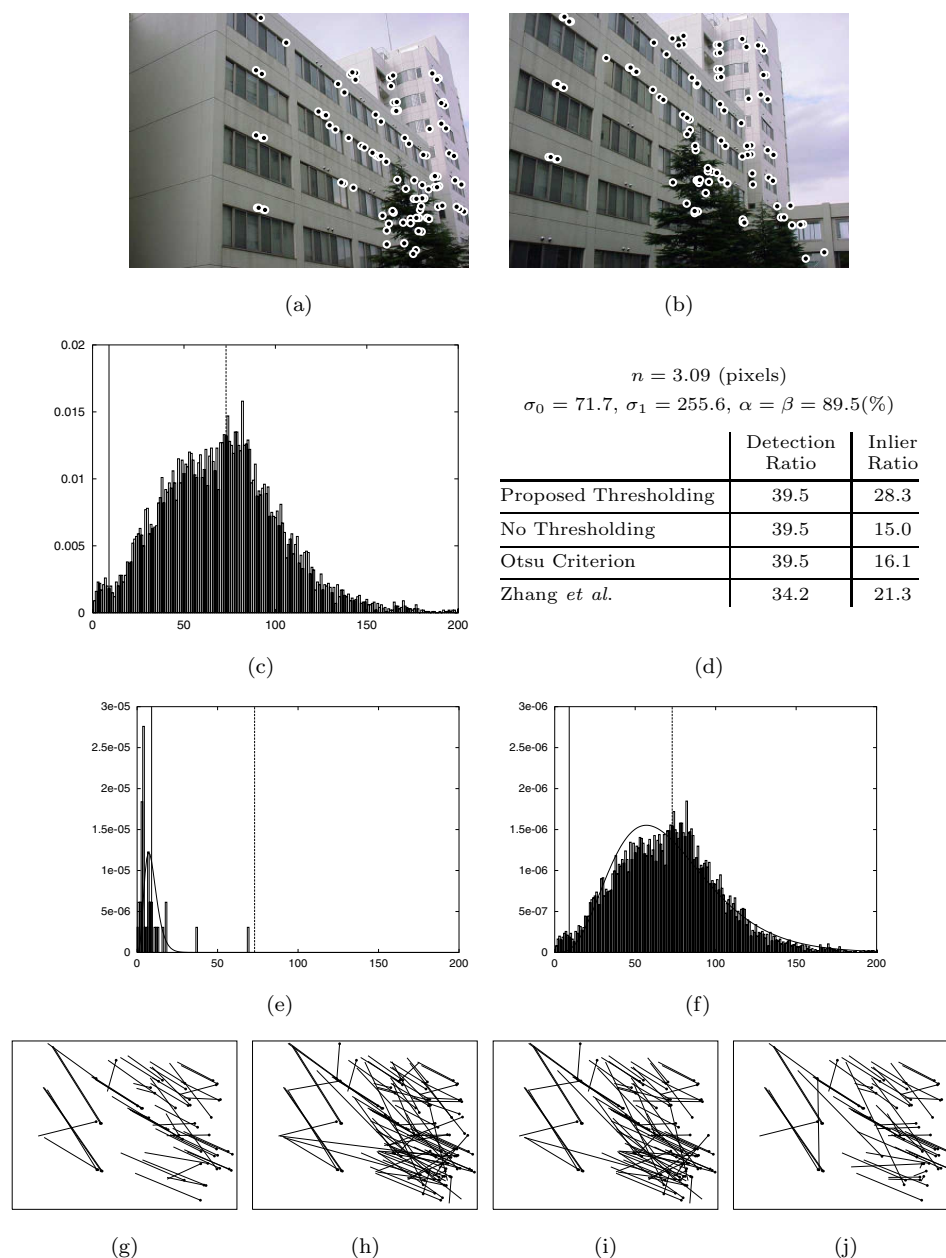 (a)
(b)
0.02
0.015
0.01
0.005
0
0
50
100
150
200
(c)
n = 3.09 (pixels)
σ₀ = 71.7, σ₁ = 255.6, α = β = 89.5(%)
Detection Ratio
Inlier Ratio
Proposed Thresholding 39.5 28.3
No Thresholding 39.5 15.0
Otsu Criterion 39.5 16.1
Zhang et al. 34.2 21.3
(d)
3e-05
2.5e-05
2e-05
1.5e-05
1e-05
5e-06
0
0
50
100
150
200
(e)
3e-06
2.5e-06
2e-06
1.5e-06
1e-06
5e-07
0
0
50
100
150
200
(f)
(g)
(h)
(i)
(j)